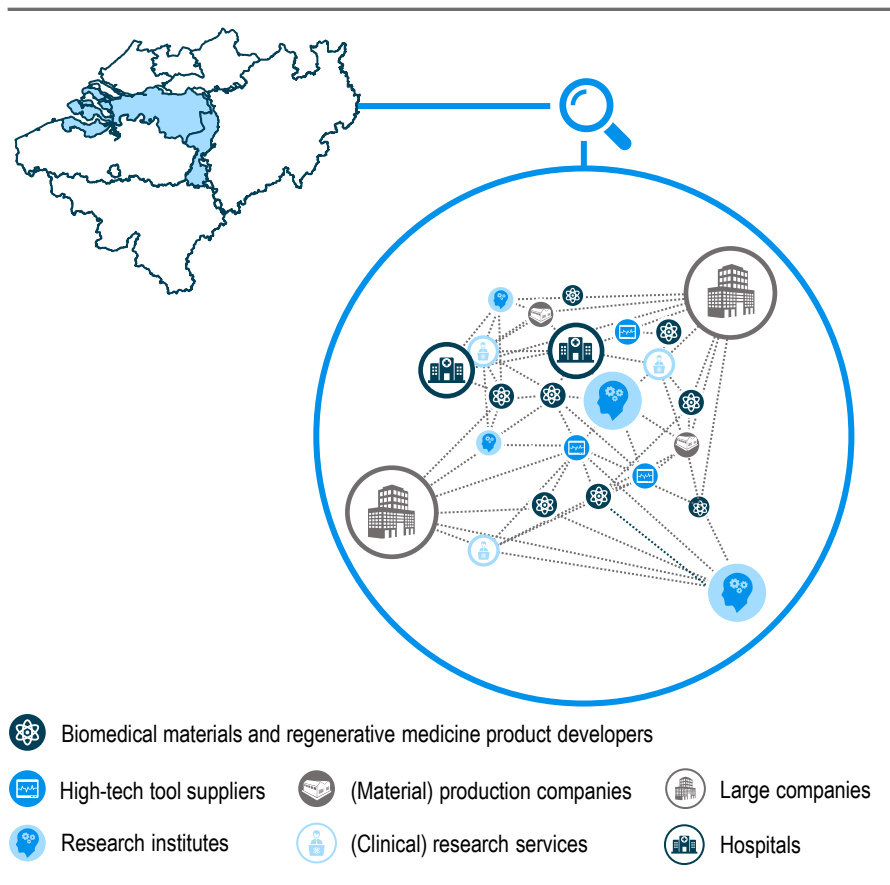 Biomedical materials and regenerative medicine product developers
High-tech tool suppliers
(Material) production companies
Large companies
Research institutes
(Clinical) research services
Hospitals